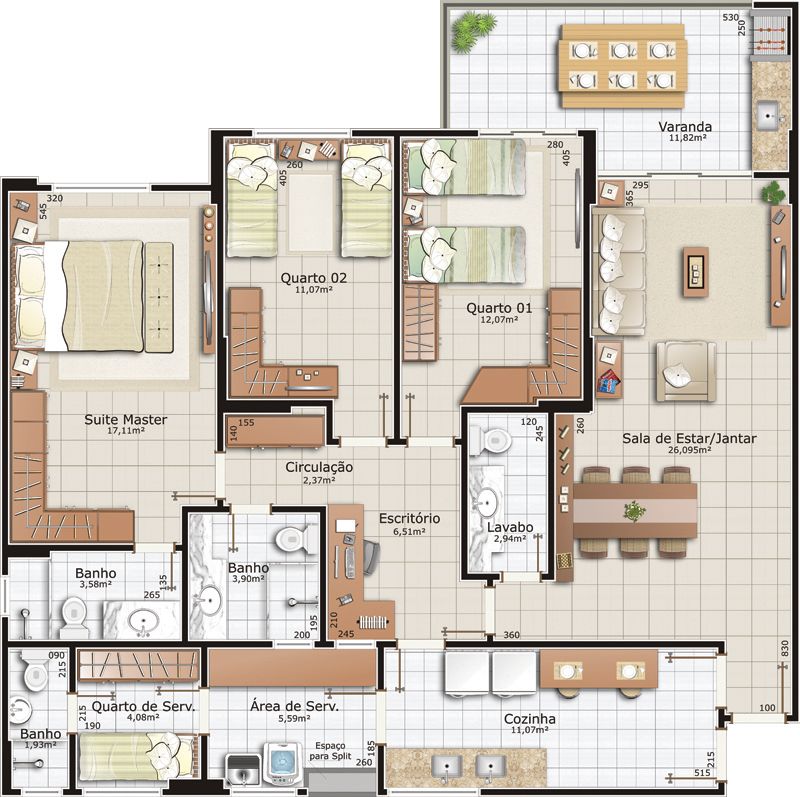 530
250
Varanda
11,82m²
320
545
Suite Master
17,11m²
260
405
Quarto 02
11,07m²
280
405
Quarto 01
12,07m²
295
365
Sala de Estar/Jantar
26,095m²
260
155
140
Circulação
2,37m²
Escritório
6,51m²
210
245
120
245
Lavabo
2,94m²
Banho
3,58m²
135
265
Banho
3,90m²
195
200
360
830
100
090
215
Banho
1,93m²
215
190
Quarto de Serv.
4,08m²
Área de Serv.
5,59m²
Espaço
para Split
185
260
Cozinha
11,07m²
215
515